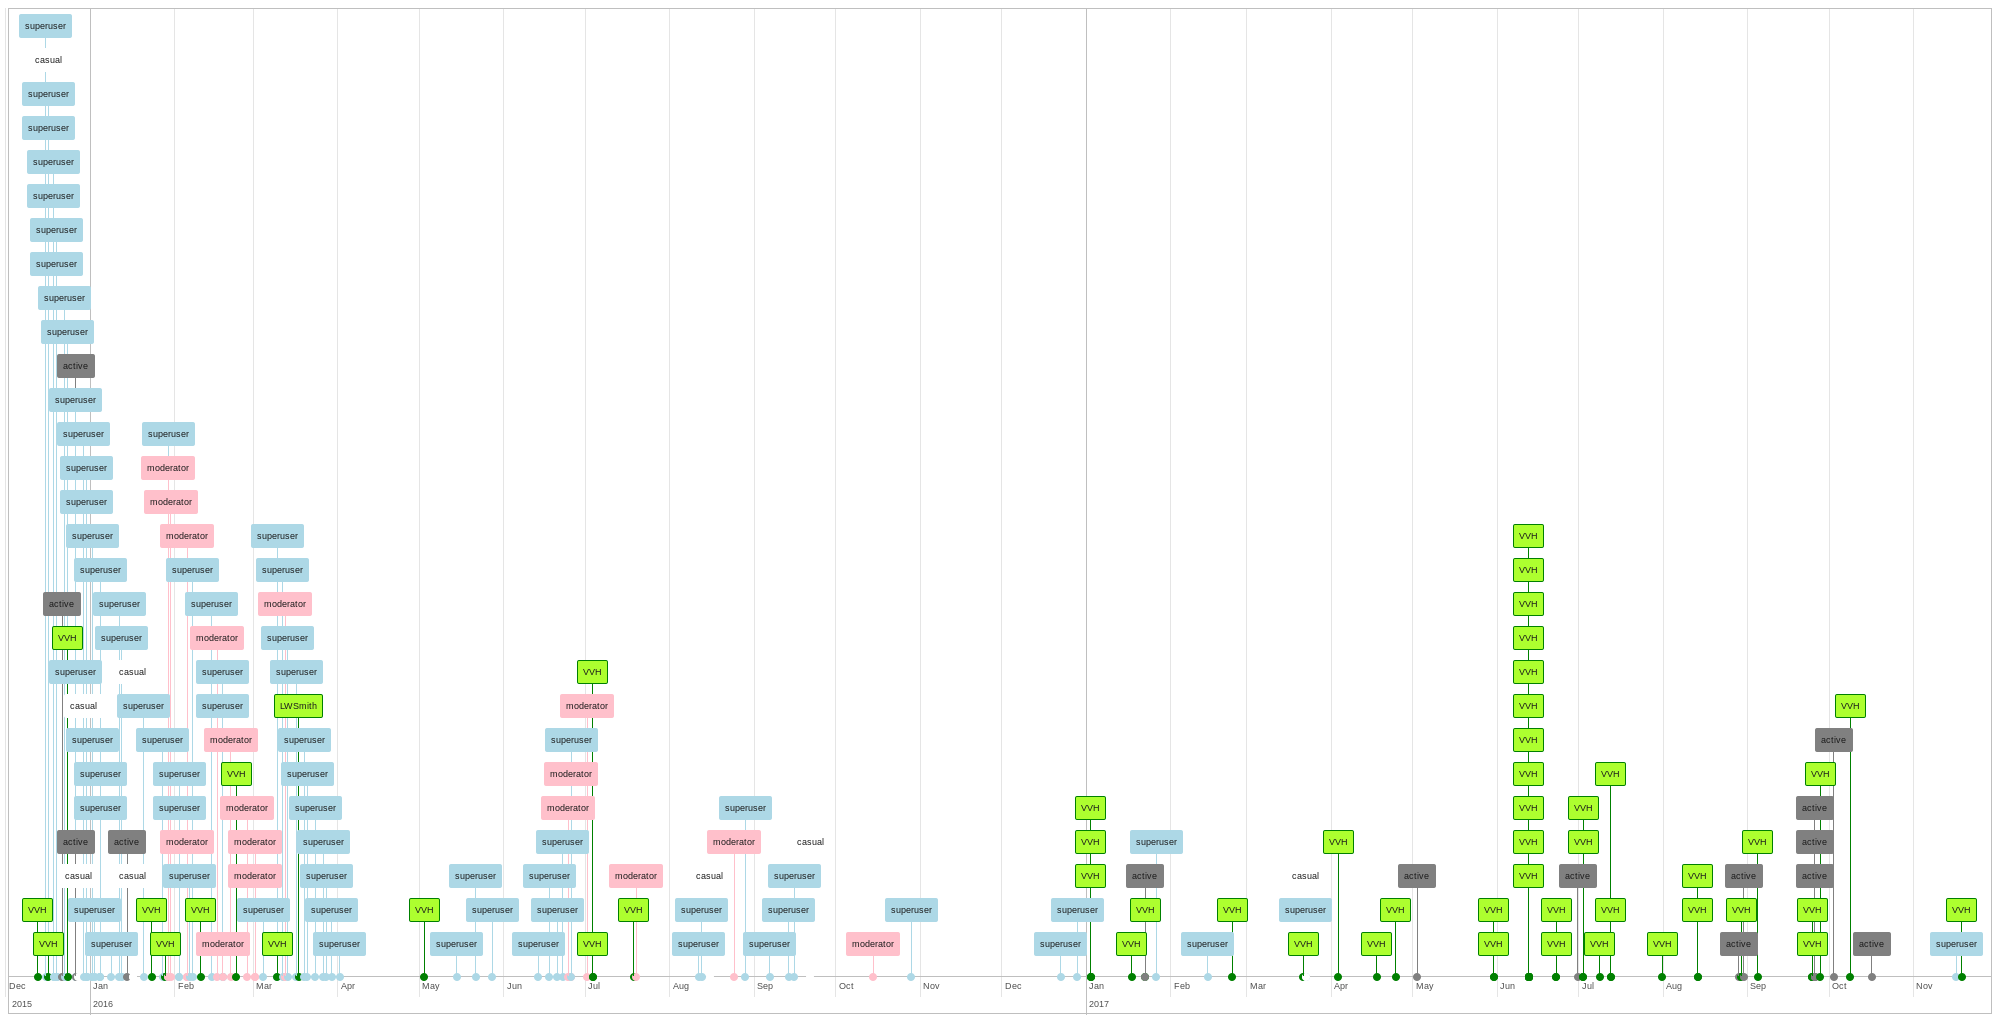 superuser
casual
superuser
superuser
superuser
superuser
superuser
superuser
superuser
superuser
active
superuser
superuser superuser
superuser moderator
superuser moderator
superuser moderator superuser VVH
superuser superuser superuser VVH
active superuser superuser moderator VVH
VVH superuser moderator superuser VVH
superuser casual superuser superuser VVH VVH
casual superuser superuser LWSmith moderator VVH VVH
superuser superuser moderator superuser superuser VVH active
superuser superuser VVH superuser moderator VVH VVH VVH
superuser superuser moderator superuser moderator superuser VVH VVH VVH active
active active moderator moderator superuser superuser moderator casual VVH superuser VVH VVH VVH VVH active
casual casual superuser moderator superuser superuser superuser moderator casual superuser VVH active casual active VVH active VVH active active
VVH superuser VVH VVH superuser superuser VVH superuser superuser VVH superuser superuser superuser superuser VVH VVH superuser VVH VVH VVH VVH VVH VVH VVH VVH
VVH superuser VVH moderator VVH superuser superuser superuser VVH superuser superuser moderator superuser VVH superuser VVH VVH VVH VVH VVH VVH VVH active VVH active superuser
Dec Jan Feb Mar Apr May Jun Jul Aug Sep Oct Nov Dec Jan Feb Mar Apr May Jun Jul Aug Sep Oct Nov
2015 2016 2017